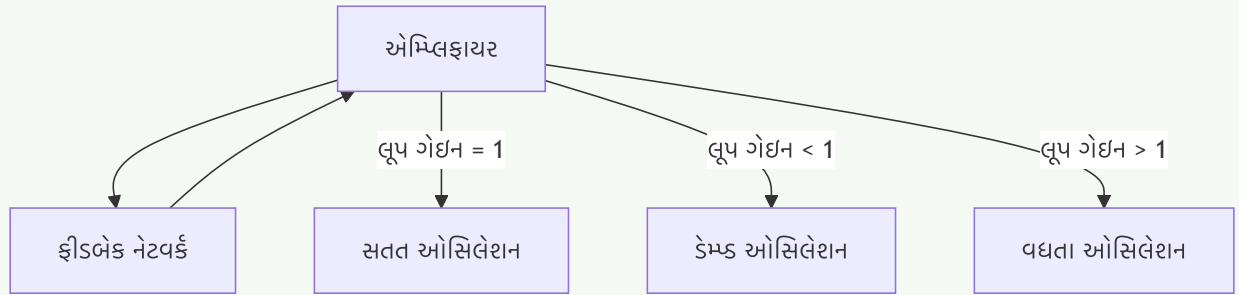 એમ્પ્લિફાયર
લૂપ ગેઇન = 1
લૂપ ગેઇન < 1
લૂપ ગેઇન > 1
ફીડબેક નેટવર્ક
સતત ઓસિલેશન
ડેમ્પ્ડ ઓસિલેશન
વધતા ઓસિલેશન